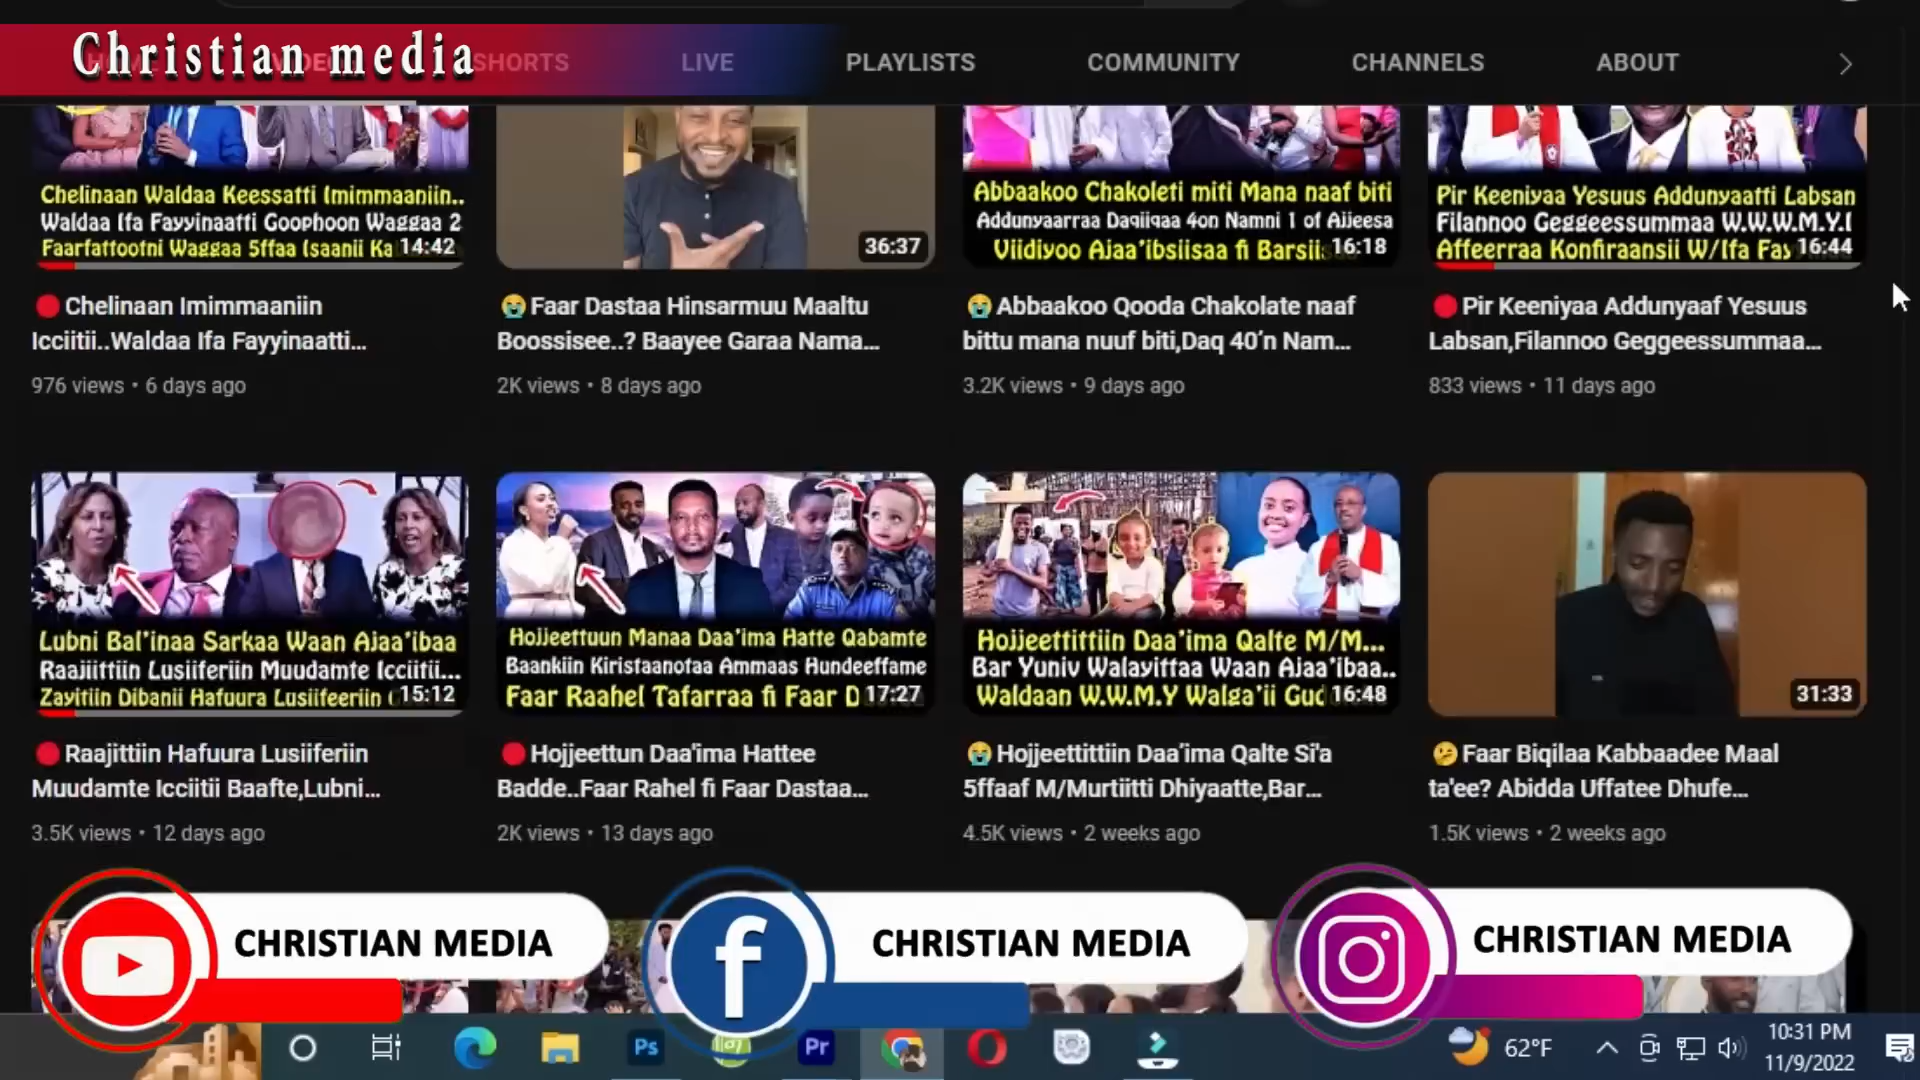 Christian media
SHORTS
LIVE
PLAYLISTS
COMMUNITY
CHANNELS
ABOUT
Chelinaan Waldaa Keessatti Imimmaaniin..
Waldaa Ifa Fayyinaatti Goophoon Waggaa 2
Faarfattootni Waggaa 5ffaa Isaanii Ka
14:42
36:37
Abbaakoo Chakoleti miti Mana naaf biti
Addunyaarraa Daqiiqaa 4on Namni 1 of Ajjeesa
Viidiyoo Ajaa'ibsiisaa fi Barsii
16:18
Pir Keeniyaa Yesuus Addunyaatti Labsan
Filannoo Geggeessummaa W.W.W.M.Y.I
Affeerraa Konfiraansii W/Ifa Fay
16:44
🔴 Chelinaan Imimmaaniin
Icciitii..Waldaa Ifa Fayyinaatti...
976 views • 6 days ago
😭 Faar Dastaa Hinsarmuu Maaltu
Boossisee..? Baayee Garaa Nama...
2K views • 8 days ago
😭 Abbaakoo Qooda Chakolate naaf
bittu mana nuuf biti,Daq 40'n Nam...
3.2K views • 9 days ago
🔴 Pir Keeniyaa Addunyaaf Yesuus
Labsan,Filannoo Geggeessummaa...
833 views • 11 days ago
Lubni Bal'inaa Sarkaa Waan Ajaa'ibaa
Raajiittiin Lusiiferiin Muudamte Icciitii...
Zayitiin Dibanii Hafuura Lusiifeeriin
15:12
Hojjeettuun Manaa Daa'ima Hatte Qabamte
Baankiin Kiristaanotaa Ammaas Hundeeffame
Faar Raahel Tafarraa fi Faar D
17:27
Hojjeettittiin Daa'ima Qalte M/M...
Bar Yuniv Walayittaa Waan Ajaa'ibaa..
Waldaan W.W.M.Y Walga'ii Gud
16:48
31:33
🔴 Raajittiin Hafuura Lusiiferiin
Muudamte Icciitii Baafte,Lubni...
3.5K views • 12 days ago
🔴 Hojjeettun Daa'ima Hattee
Badde..Faar Rahel fi Faar Dastaa...
2K views • 13 days ago
😭 Hojjeettittiin Daa'ima Qalte Si'a
5ffaaf M/Murtiitti Dhiyaatte,Bar...
4.5K views • 2 weeks ago
🤔 Faar Biqilaa Kabbaadee Maal
ta'ee? Abidda Uffatee Dhufe...
1.5K views • 2 weeks ago
CHRISTIAN MEDIA
CHRISTIAN MEDIA
CHRISTIAN MEDIA
Ps
Pr
62°F
10:31 PM
11/9/2022